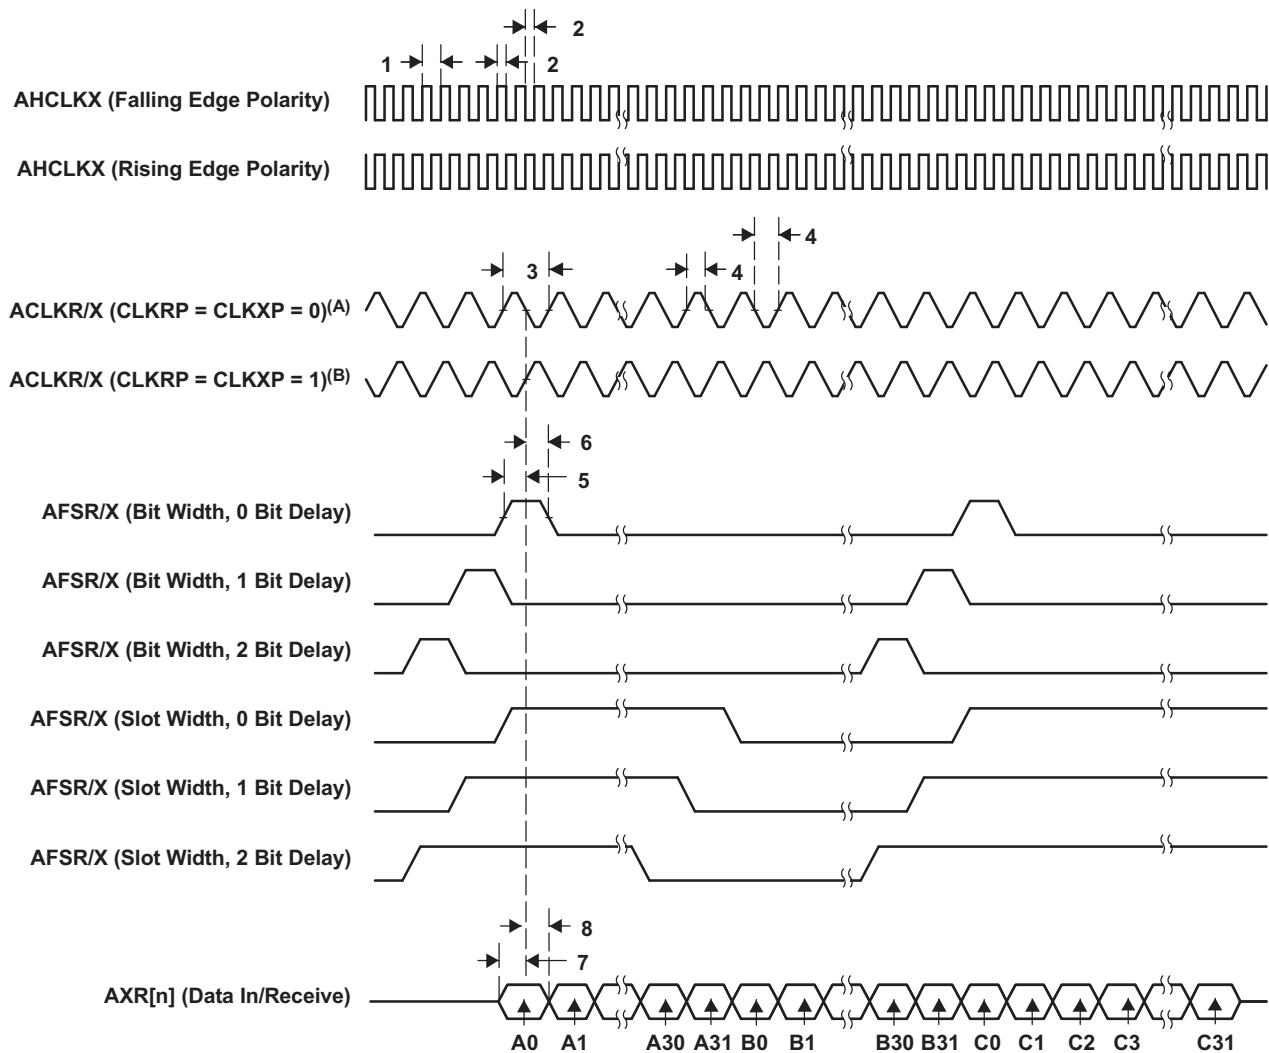 2
1
2
AHCLKX (Falling Edge Polarity)
AHCLKX (Rising Edge Polarity)
4
3
4
ACLKR/X (CLKRP = CLKXP = 0)(A)
ACLKR/X (CLKRP = CLKXP = 1)(B)
6
5
AFSR/X (Bit Width, 0 Bit Delay)
AFSR/X (Bit Width, 1 Bit Delay)
AFSR/X (Bit Width, 2 Bit Delay)
AFSR/X (Slot Width, 0 Bit Delay)
AFSR/X (Slot Width, 1 Bit Delay)
AFSR/X (Slot Width, 2 Bit Delay)
8
7
AXR[n] (Data In/Receive)
A0 A1 A30 A31 B0 B1 B30 B31 C0 C1 C2 C3 C31